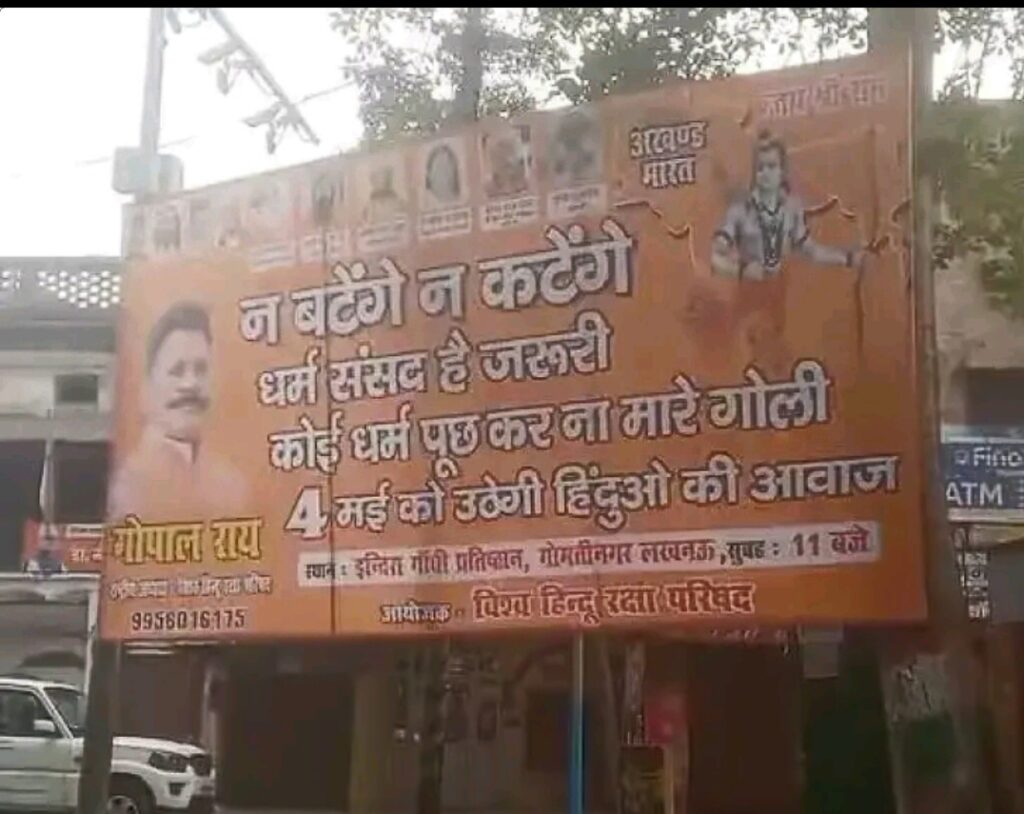 जय श्री राम
अखण्ड
भारत
न बटेंगे न कटेंगे
धर्म संसद है जरूरी
कोई धर्म पूछ कर ना मारे गोली
4 मई को उठेगी हिंदुओ की आवाज
स्थान : इन्दिरा गाँधी प्रतिष्ठान, गोमतीनगर लखनऊ, सुबह : 11 बजे
आयोजक - विश्व हिन्दू रक्षा परिषद
गोपाल राय
9956016175
Fino
ATM